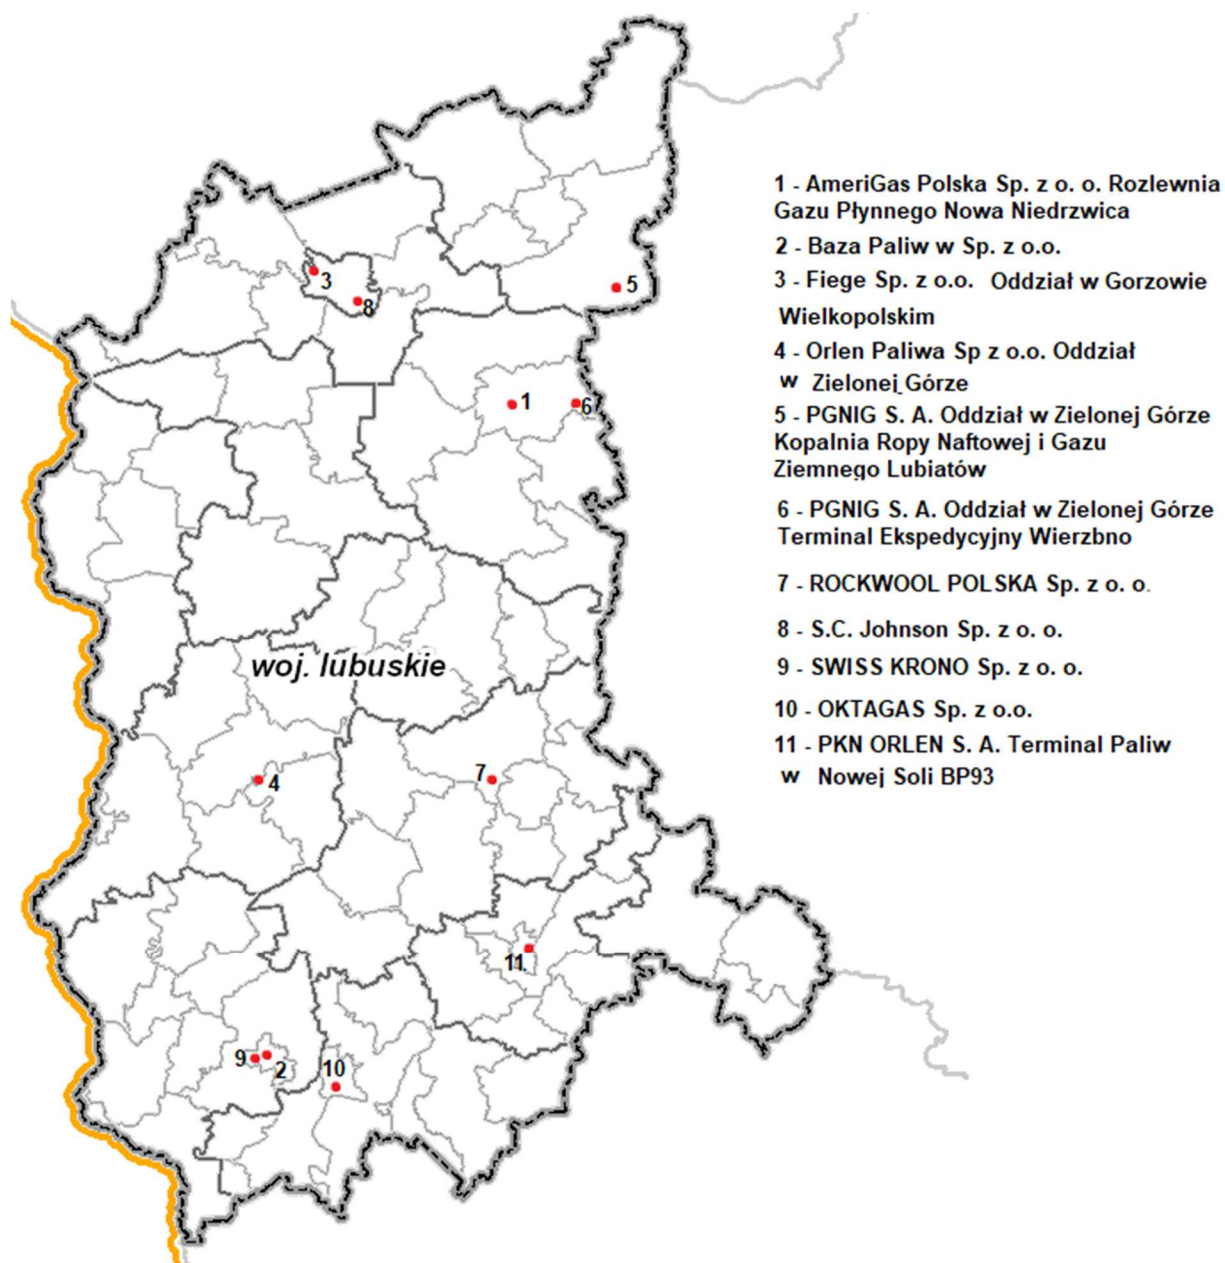 1 - AmeriGas Polska Sp. z o. o. Rozlewnia
Gazu Płynnego Nowa Niedrzwica
2 - Baza Paliw w Sp. z o.o.
3 - Fiege Sp. z o.o. Oddział w Gorzowie
Wielkopolskim
4 - Orlen Paliwa Sp z o.o. Oddział
w Zielonej Górze
5 - PGNIG S. A. Oddział w Zielonej Górze
Kopalnia Ropy Naftowej i Gazu
Ziemnego Lubiatów
6 - PGNIG S. A. Oddział w Zielonej Górze
Terminal Ekspedycyjny Wierzbno
7 - ROCKWOOL POLSKA Sp. z o. o.
8 - S.C. Johnson Sp. z o. o.
9 - SWISS KRONO Sp. z o. o.
10 - OKTAGAS Sp. z o.o.
11 - PKN ORLEN S. A. Terminal Paliw
w Nowej Soli BP93
3
5
8
1
6
woj. lubuskie
4
7
11
9
2
10